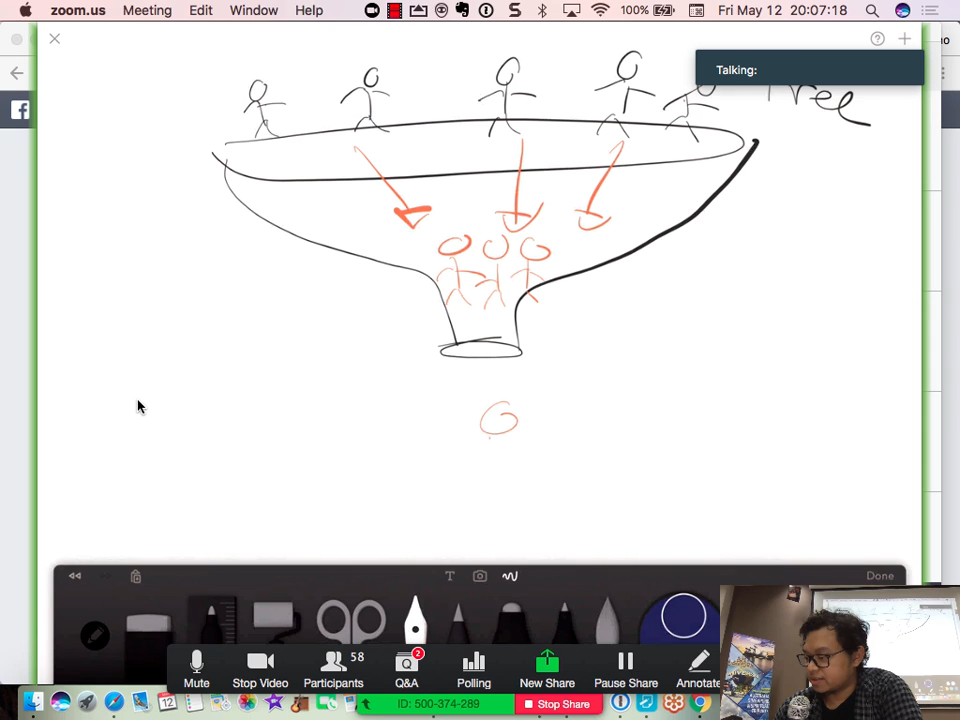 zoom.us Meeting Edit Window Help 100% Fri May 12 20:07:18
Talking:
Free
T Done
58 2
Mute Stop Video Participants Q&A Polling New Share Pause Share Annotate
12 ID: 500-374-289 Stop Share